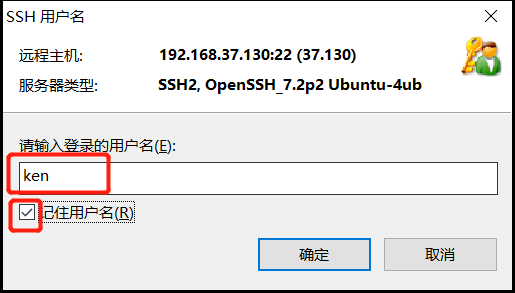 SSH 用户名
远程主机: 192.168.37.130:22 (37.130)
服务器类型: SSH2, OpenSSH_7.2p2 Ubuntu-4ub
请输入登录的用户名(E):
ken
记住用户名(R)
确定 取消